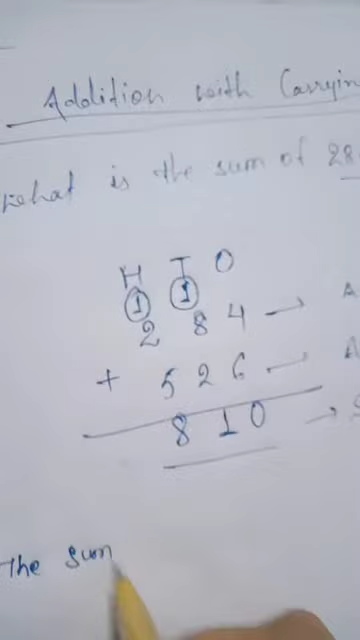 Addition with Carryin
What is the sum of 28
H T O
1 1
2 8 4 → A
+ 5 2 6 → A
8 1 0 → S
The sum